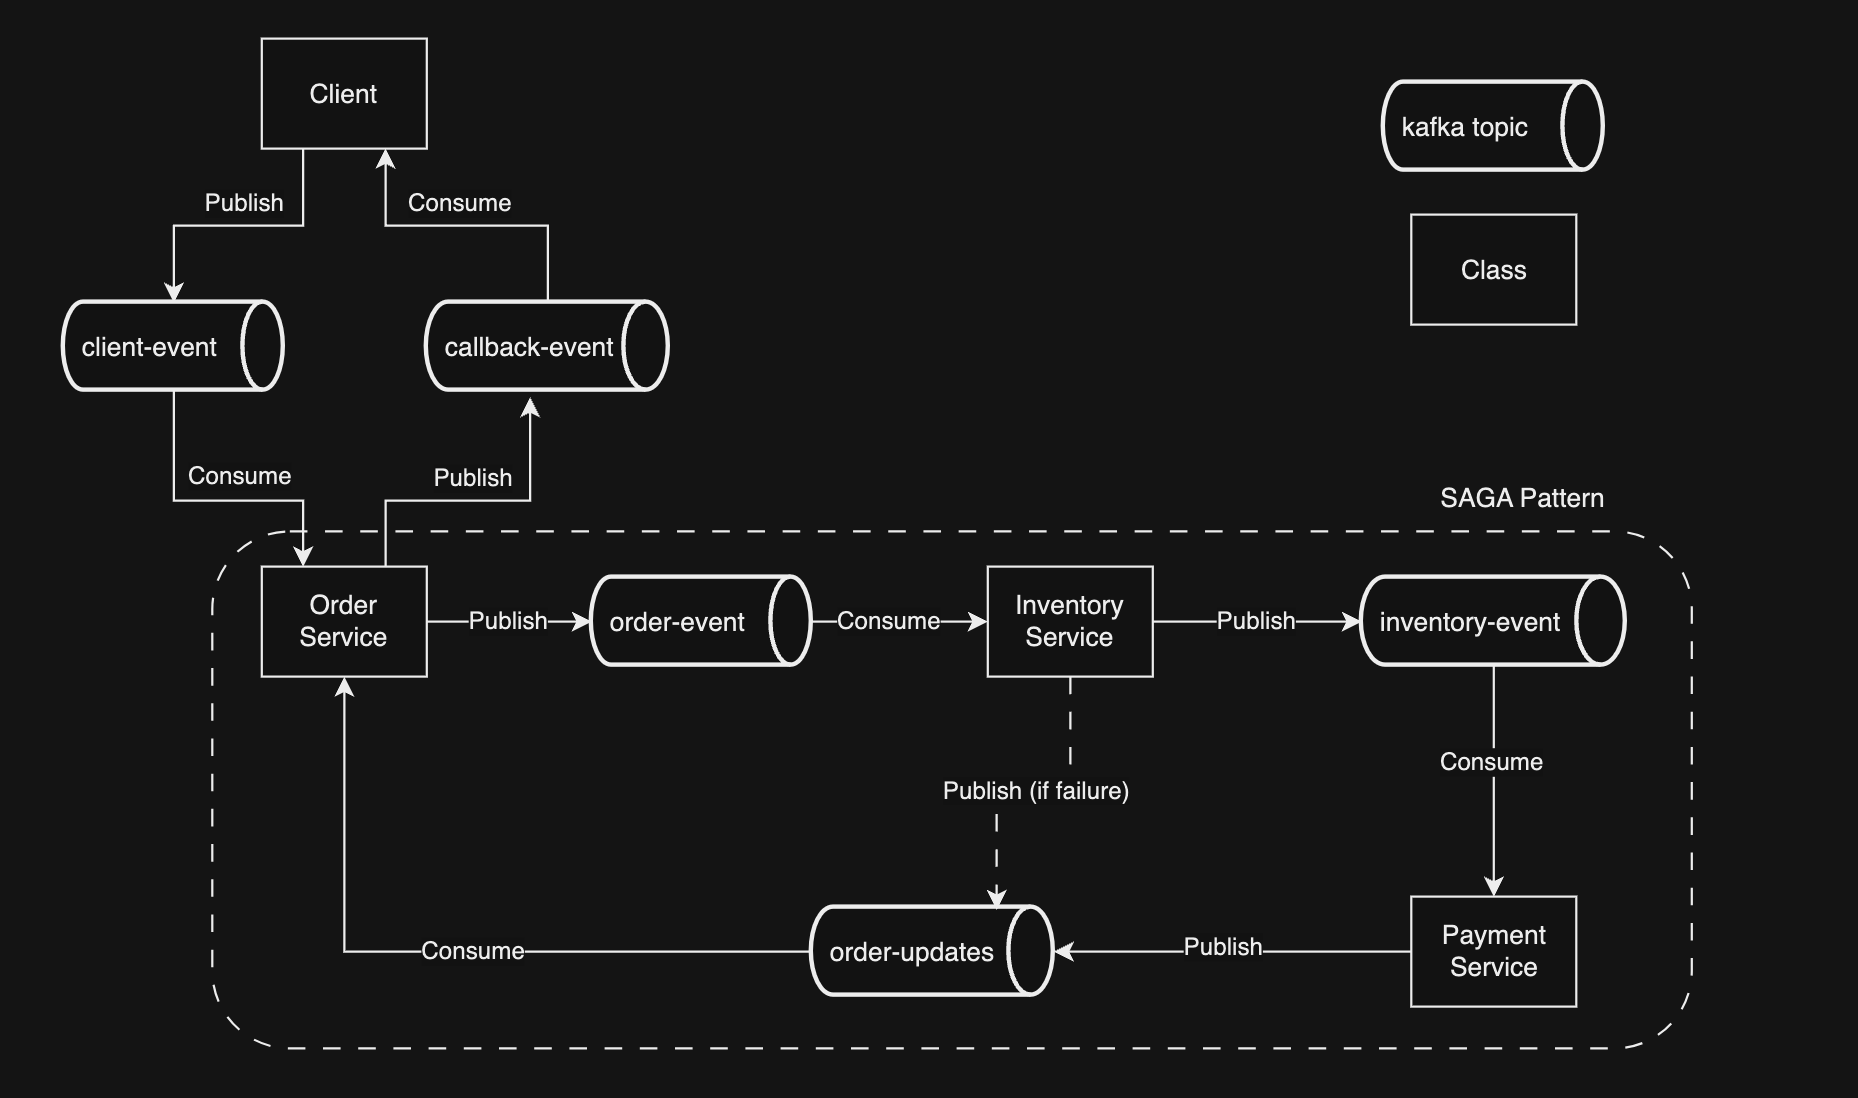 Client
kafka topic
Publish
Consume
Class
client-event
callback-event
Consume
Publish
SAGA Pattern
Order
Service
Publish
order-event
Consume
Inventory
Service
Publish
inventory-event
Consume
Publish (if failure)
Consume
order-updates
Publish
Payment
Service